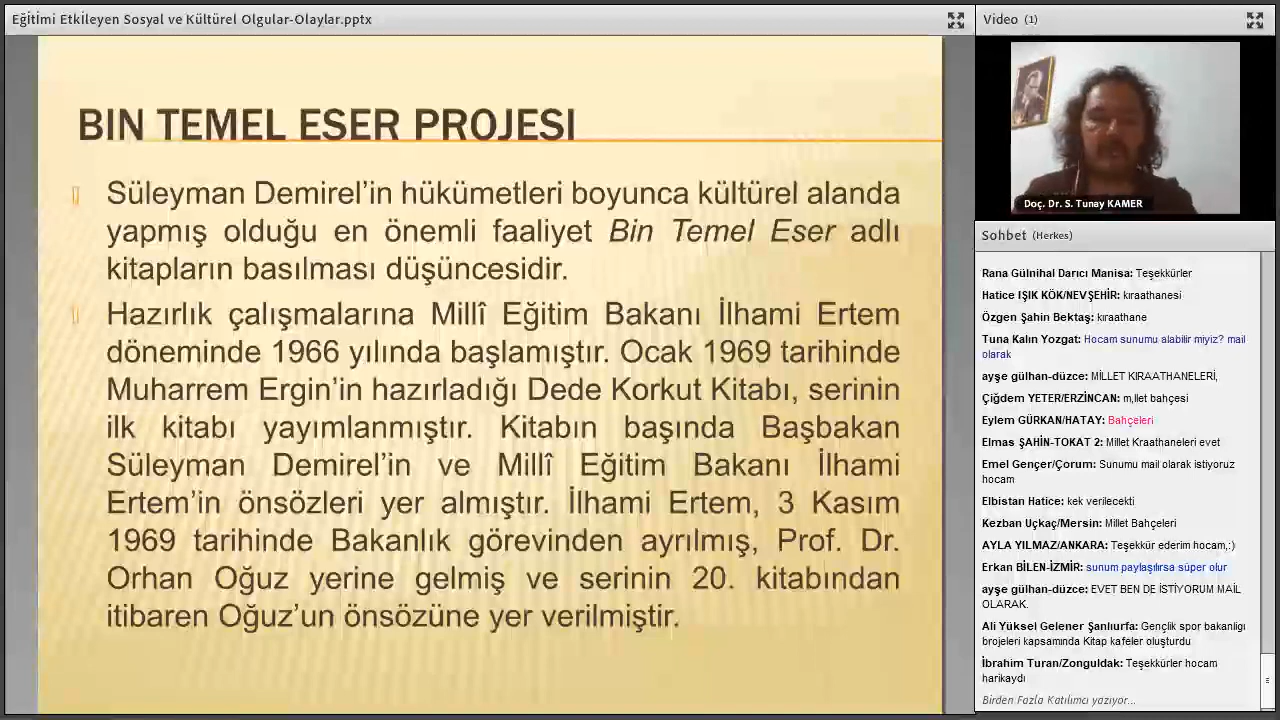 Eğİtİmİ Etkİleyen Sosyal ve Kültürel Olgular-Olaylar.pptx
BIN TEMEL ESER PROJESI
Süleyman Demirel’in hükümetleri boyunca kültürel alanda
yapmış olduğu en önemli faaliyet Bin Temel Eser adlı
kitapların basılması düşüncesidir.
Hazırlık çalışmalarına Millî Eğitim Bakanı İlhami Ertem
döneminde 1966 yılında başlamıştır. Ocak 1969 tarihinde
Muharrem Ergin’in hazırladığı Dede Korkut Kitabı, serinin
ilk kitabı yayımlanmıştır. Kitabın başında Başbakan
Süleyman Demirel’in ve Millî Eğitim Bakanı İlhami
Ertem’in önsözleri yer almıştır. İlhami Ertem, 3 Kasım
1969 tarihinde Bakanlık görevinden ayrılmış, Prof. Dr.
Orhan Oğuz yerine gelmiş ve serinin 20. kitabından
itibaren Oğuz’un önsözüne yer verilmiştir.
Video (1)
Doç. Dr. S. Tunay KAMER
Sohbet (Herkes)
Rana Gülnihal Darıcı Manisa: Teşekkürler
Hatice IŞIK KÖK/NEVŞEHİR: kıraathanesi
Özgen Şahin Bektaş: kıraathane
Tuna Kalın Yozgat: Hocam sunumu alabilir miyiz? mail
olarak
ayşe gülhan-düzce: MİLLET KIRAATHANELERİ,
Çiğdem YETER/ERZİNCAN: m,llet bahçesi
Eylem GÜRKAN/HATAY: Bahçeleri
Elmas ŞAHİN-TOKAT 2: Millet Kraathaneleri evet
Emel Gençer/Çorum: Sunumu mail olarak istiyoruz
hocam
Elbistan Hatice: kek verilecekti
Kezban Uçkaç/Mersin: Millet Bahçeleri
AYLA YILMAZ/ANKARA: Teşekkür ederim hocam,:)
Erkan BİLEN-İZMİR: sunum paylaşılırsa süper olur
ayşe gülhan-düzce: EVET BEN DE İSTİYORUM MAİL
OLARAK.
Ali Yüksel Gelener Şanlıurfa: Gençlik spor bakanlıgı
brojeleri kapsamında Kitap kafeler oluşturdu
İbrahim Turan/Zonguldak: Teşekkürler hocam
harikaydı
Birden Fazla Katılımcı yazıyor...